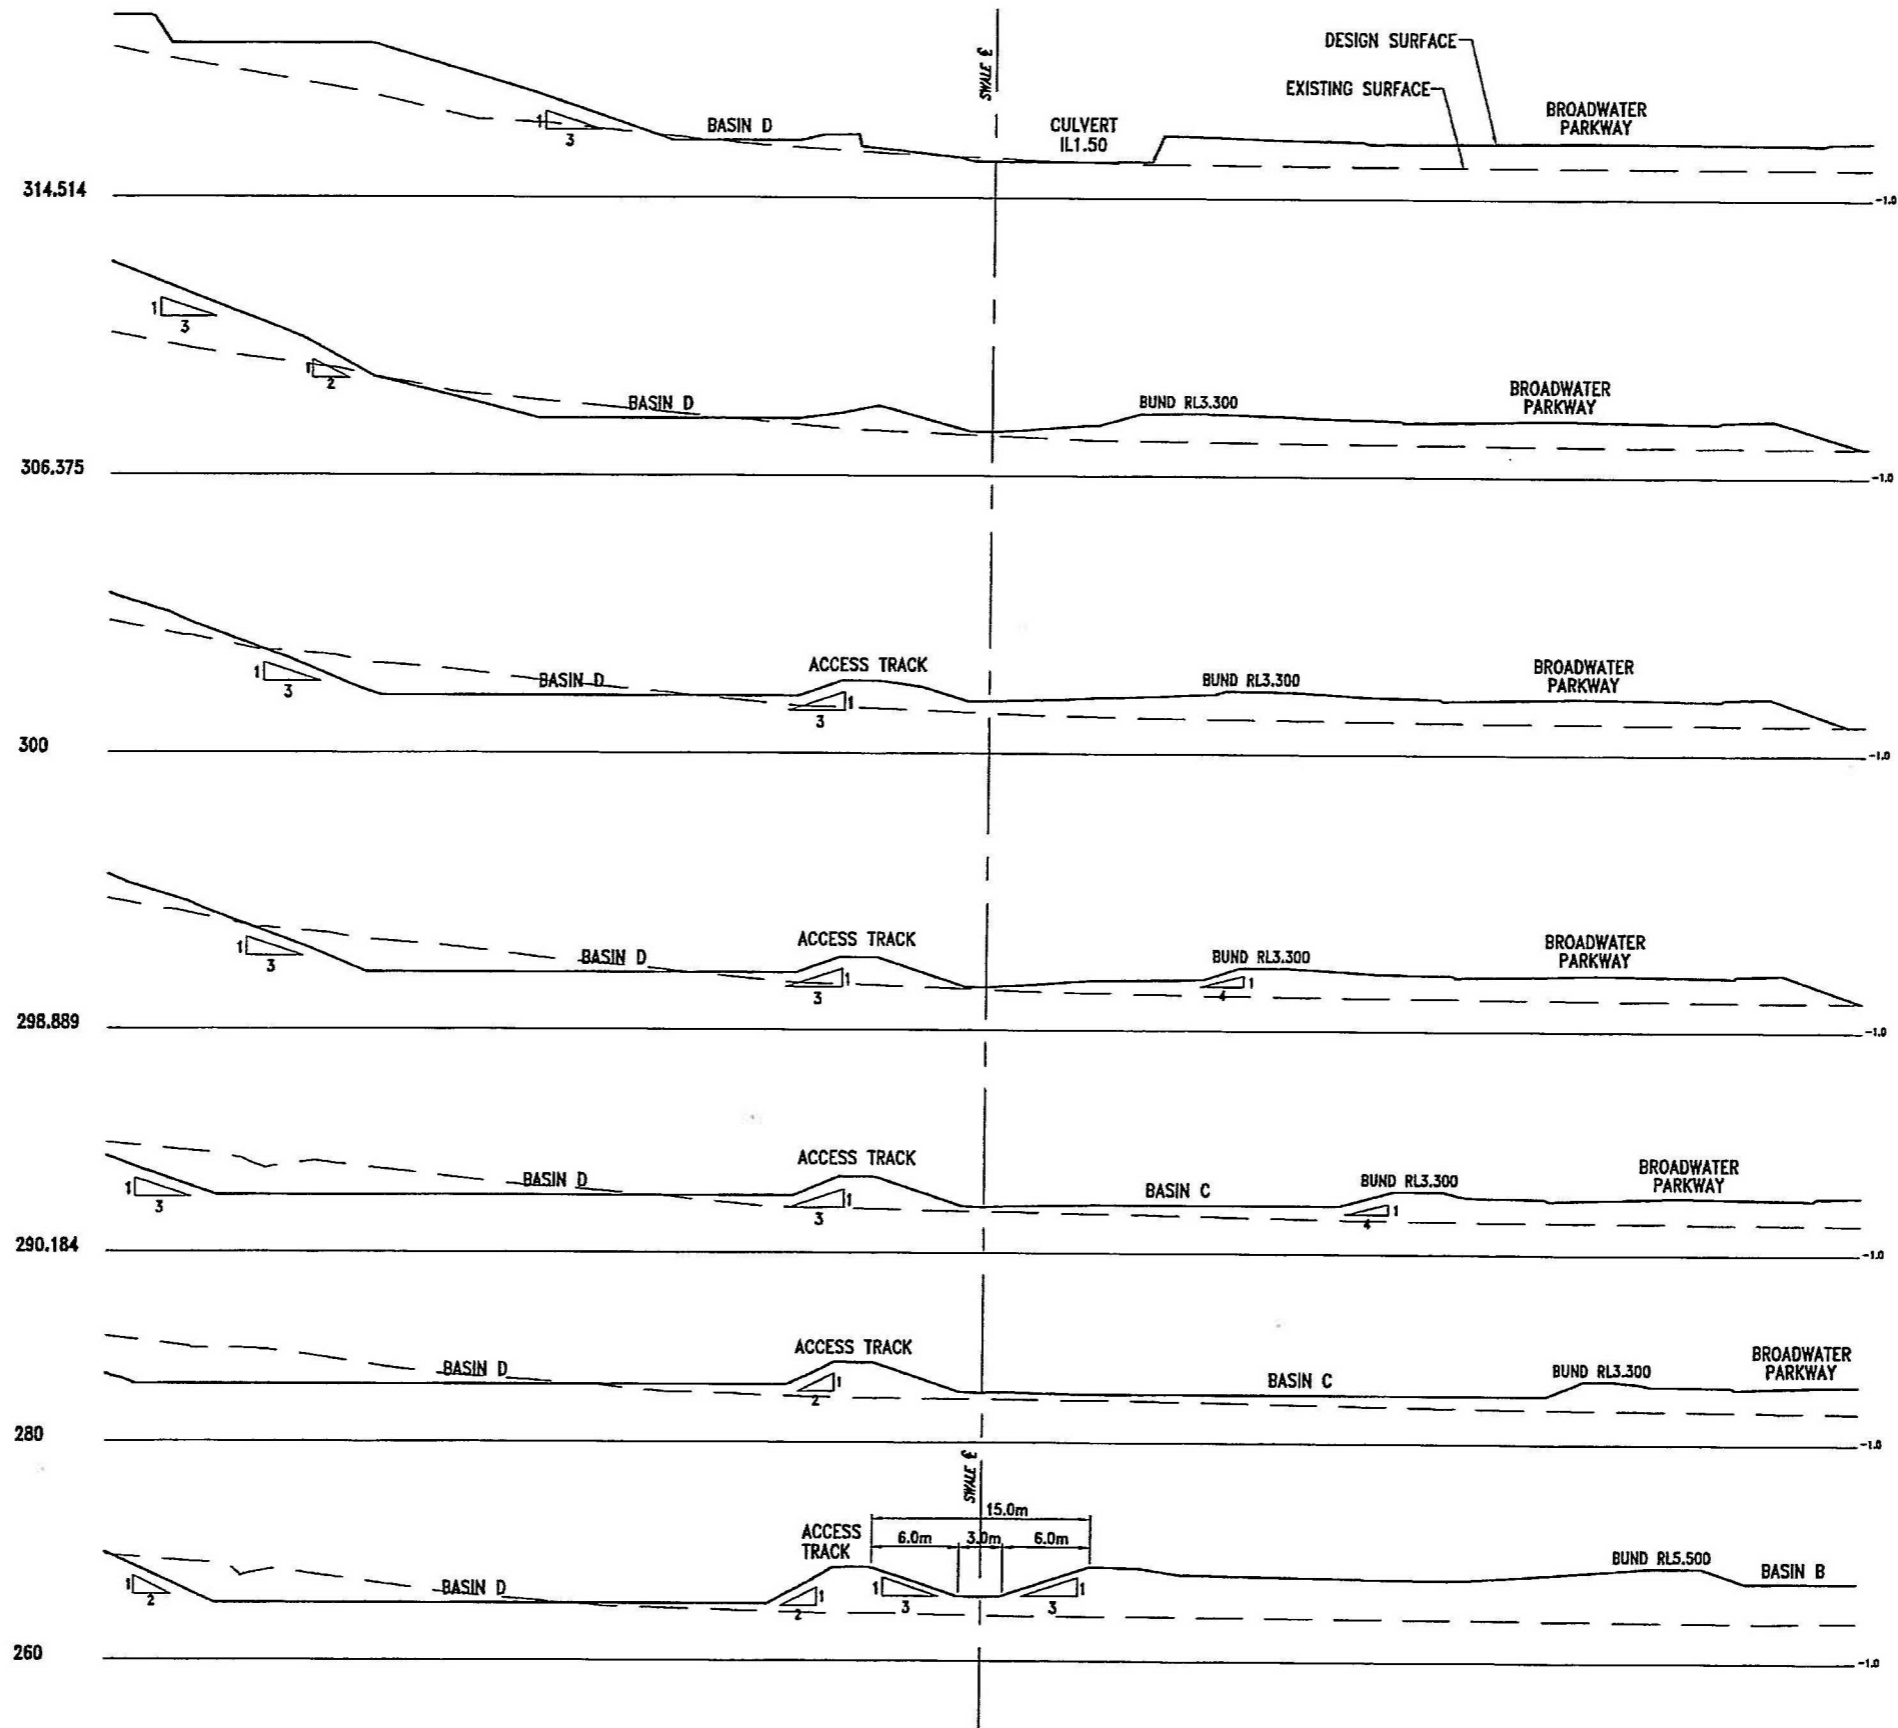 SWALE ℄
DESIGN SURFACE
EXISTING SURFACE
BROADWATER
PARKWAY
BASIN D
CULVERT
IL1.50
1
3
314.514
-1.0
1
3
1
2
BASIN D
BUND RL3.300
BROADWATER
PARKWAY
306.375
-1.0
1
3
BASIN D
ACCESS TRACK
1
3
BUND RL3.300
BROADWATER
PARKWAY
300
-1.0
1
3
BASIN D
ACCESS TRACK
1
3
BUND RL3.300
1
4
BROADWATER
PARKWAY
298.889
-1.0
1
3
BASIN D
ACCESS TRACK
1
3
BASIN C
BUND RL3.300
1
4
BROADWATER
PARKWAY
290.184
-1.0
BASIN D
ACCESS TRACK
1
2
BASIN C
BUND RL3.300
BROADWATER
PARKWAY
280
-1.0
SWALE ℄
15.0m
6.0m
3.0m
6.0m
ACCESS
TRACK
1
2
BASIN D
1
2
1
3
1
3
BUND RL5.500
BASIN B
260
-1.0